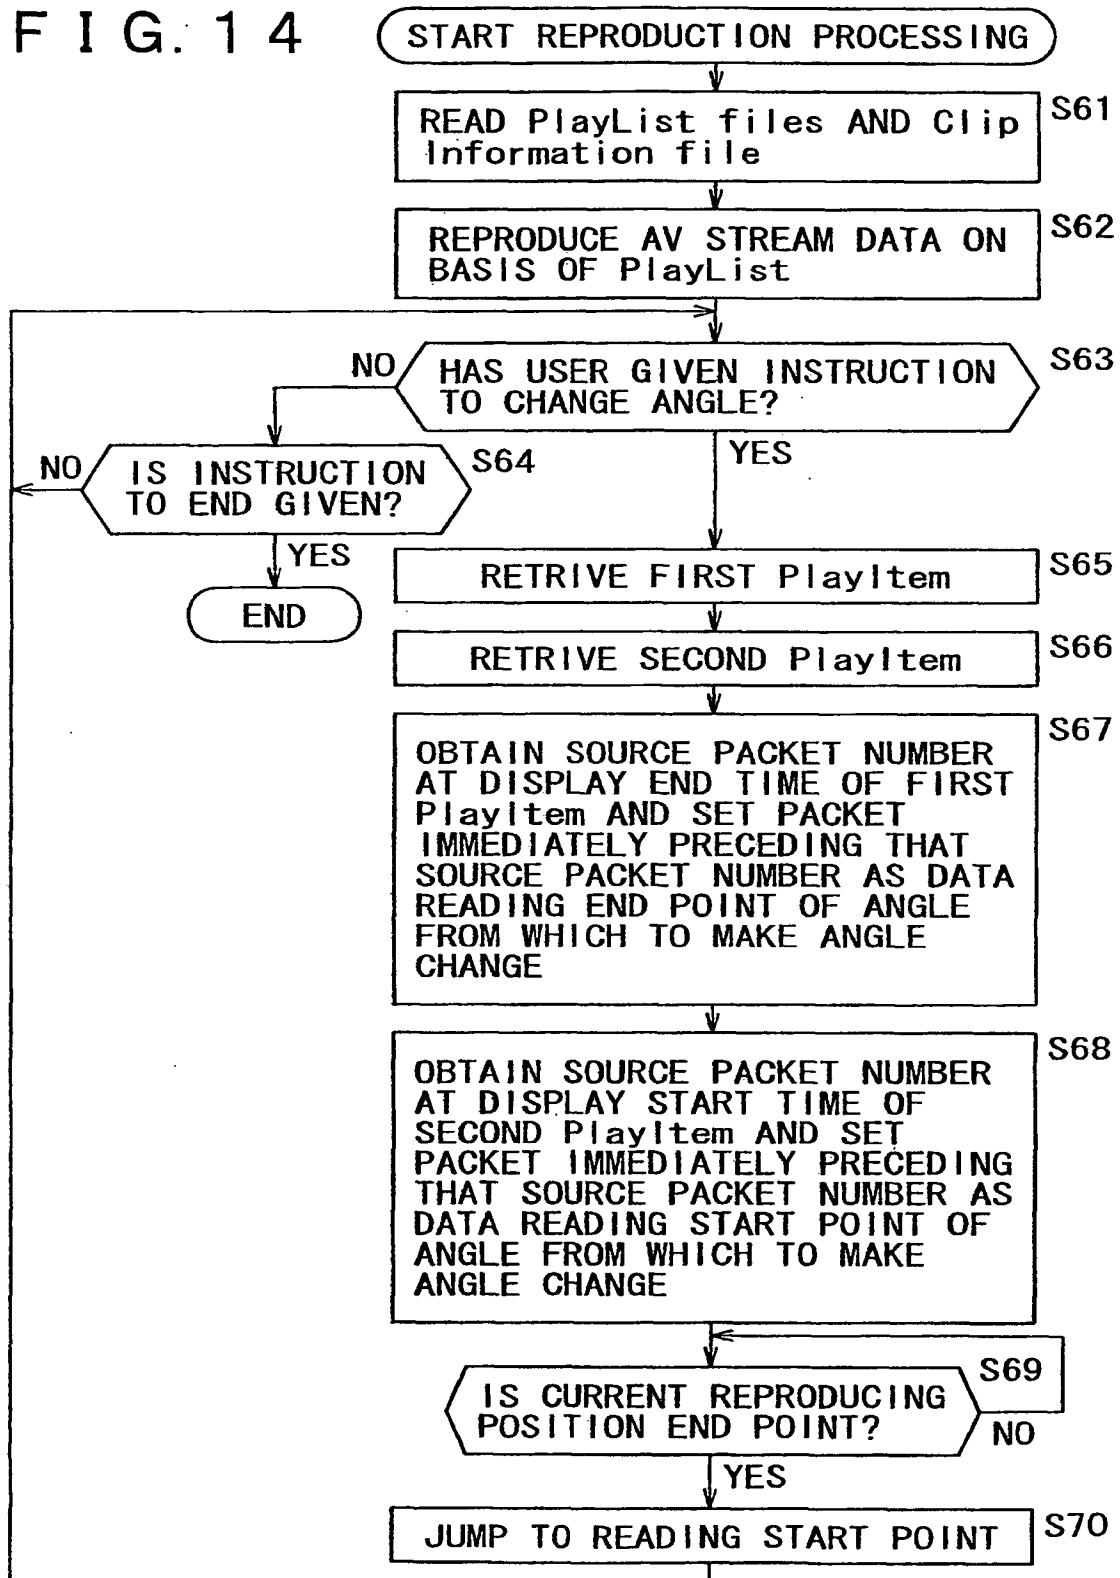 FIG. 14
START REPRODUCTION PROCESSING
S61
READ PlayList files AND Clip
Information file
S62
REPRODUCE AV STREAM DATA ON
BASIS OF PlayList
S63
HAS USER GIVEN INSTRUCTION
TO CHANGE ANGLE?
NO
YES
S64
IS INSTRUCTION
TO END GIVEN?
NO
YES
END
S65
RETRIVE FIRST PlayItem
S66
RETRIVE SECOND PlayItem
S67
OBTAIN SOURCE PACKET NUMBER
AT DISPLAY END TIME OF FIRST
PlayItem AND SET PACKET
IMMEDIATELY PRECEDING THAT
SOURCE PACKET NUMBER AS DATA
READING END POINT OF ANGLE
FROM WHICH TO MAKE ANGLE
CHANGE
S68
OBTAIN SOURCE PACKET NUMBER
AT DISPLAY START TIME OF
SECOND PlayItem AND SET
PACKET IMMEDIATELY PRECEDING
THAT SOURCE PACKET NUMBER AS
DATA READING START POINT OF
ANGLE FROM WHICH TO MAKE
ANGLE CHANGE
S69
IS CURRENT REPRODUCING
POSITION END POINT?
NO
YES
S70
JUMP TO READING START POINT